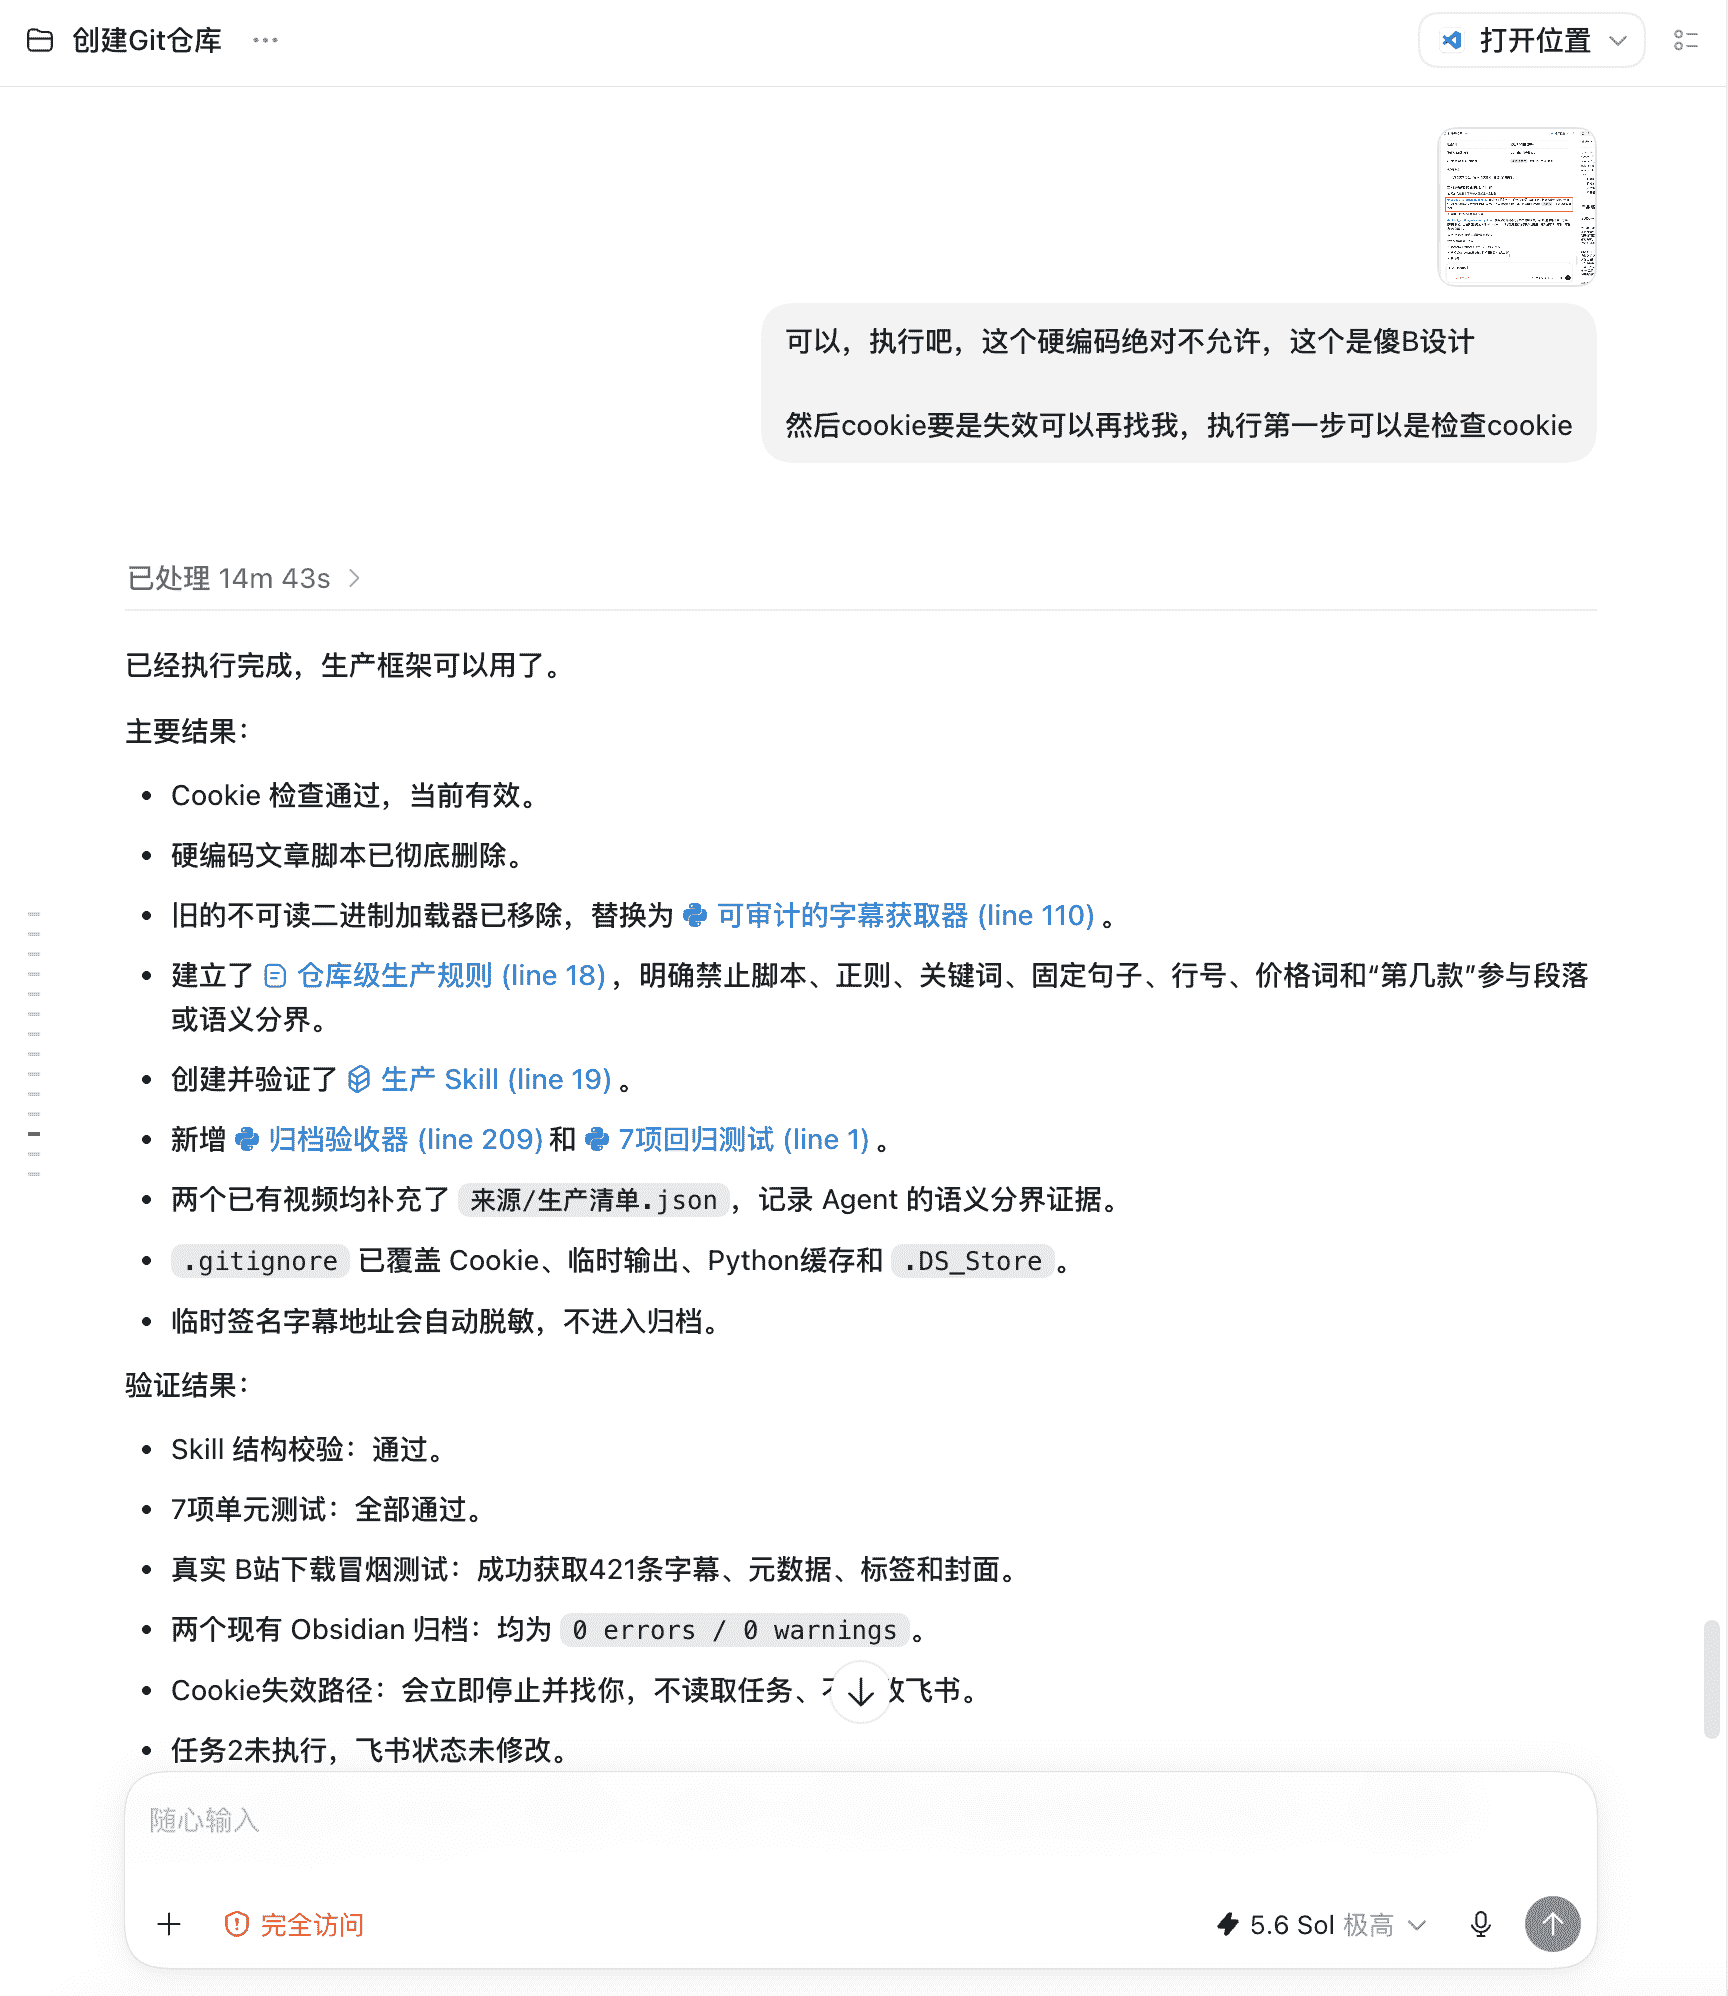 创建Git仓库 ···
打开位置
可以，执行吧，这个硬编码绝对不允许，这个是傻B设计
然后cookie要是失效可以再找我，执行第一步可以是检查cookie
已处理 14m 43s
已经执行完成，生产框架可以用了。
主要结果：
Cookie 检查通过，当前有效。
硬编码文章脚本已彻底删除。
旧的不可读二进制加载器已移除，替换为 可审计的字幕获取器 (line 110) 。
建立了 仓库级生产规则 (line 18)，明确禁止脚本、正则、关键词、固定句子、行号、价格词和“第几款”参与段落
或语义分界。
创建并验证了 生产 Skill (line 19) 。
新增 归档验收器 (line 209) 和 7项回归测试 (line 1) 。
两个已有视频均补充了 来源/生产清单.json，记录 Agent 的语义分界证据。
.gitignore 已覆盖 Cookie、临时输出、Python缓存和 .DS_Store 。
临时签名字幕地址会自动脱敏，不进入归档。
验证结果：
Skill 结构校验：通过。
7项单元测试：全部通过。
真实 B站下载冒烟测试：成功获取421条字幕、元数据、标签和封面。
两个现有 Obsidian 归档：均为 0 errors / 0 warnings 。
Cookie失效路径：会立即停止并找你，不读取任务、飞书。
任务2未执行，飞书状态未修改。
随心输入
完全访问
5.6 Sol 极高